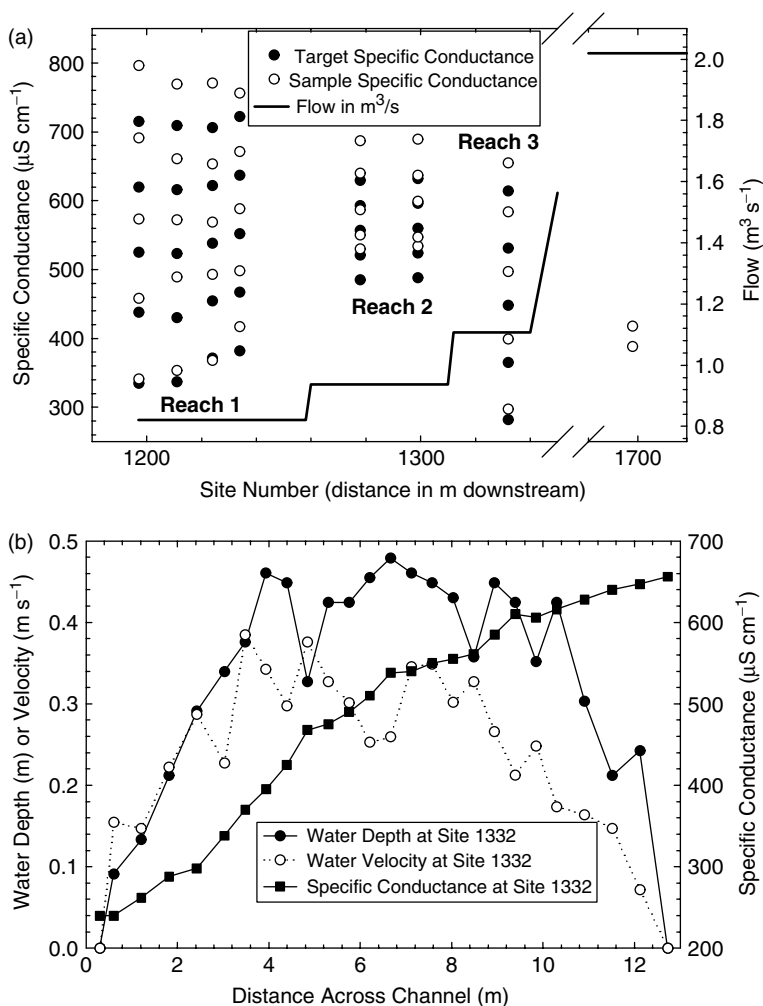 (a)
Target Specific Conductance
Sample Specific Conductance
Flow in m³/s
Specific Conductance (µS cm⁻¹)
800
700
600
500
400
300
Reach 1
Reach 2
Reach 3
Flow (m³ s⁻¹)
2.0
1.8
1.6
1.4
1.2
1.0
0.8
1200
1300
1700
Site Number (distance in m downstream)
(b)
Water Depth (m) or Velocity (m s⁻¹)
0.5
0.4
0.3
0.2
0.1
0.0
Water Depth at Site 1332
Water Velocity at Site 1332
Specific Conductance at Site 1332
Specific Conductance (µS cm⁻¹)
700
600
500
400
300
200
0
2
4
6
8
10
12
Distance Across Channel (m)